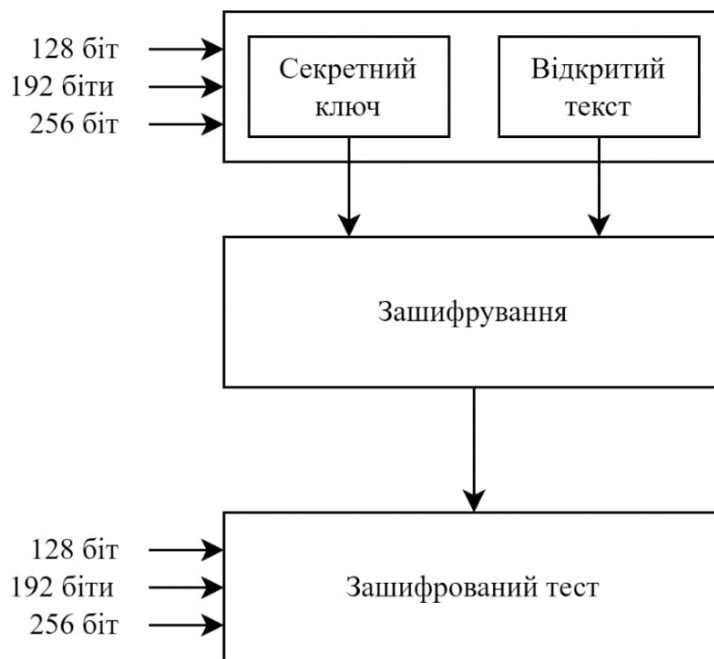 128 біт
192 біти
256 біт
Секретний
ключ
Відкритий
текст
Зашифрування
128 біт
192 біти
256 біт
Зашифрований тест